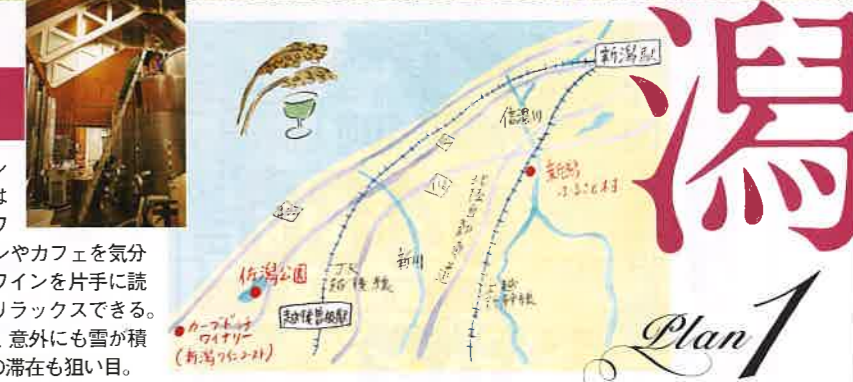 潟
Plan 1
ン
は
ワ
ンやカフェを気分
ワインを片手に読
リラックスできる。
、意外にも雪が積
の滞在も狙い目。
新潟駅
信濃川
新潟
ふるさと村
北陸自動車道
上越
新幹線
新川
JR
越後線
佐潟公園
越後曽根駅
カーブドッチ
ワイナリー
(新潟ワインコースト)